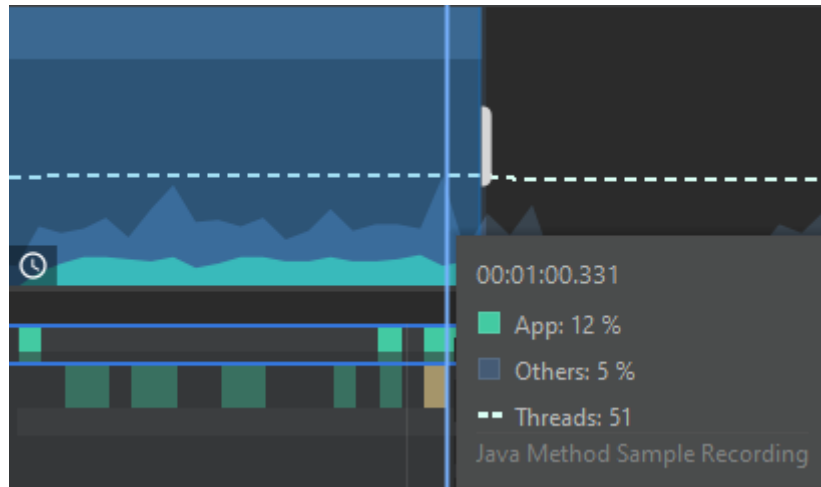 00:01:00.331
App: 12 %
Others: 5 %
Threads: 51
Java Method Sample Recording